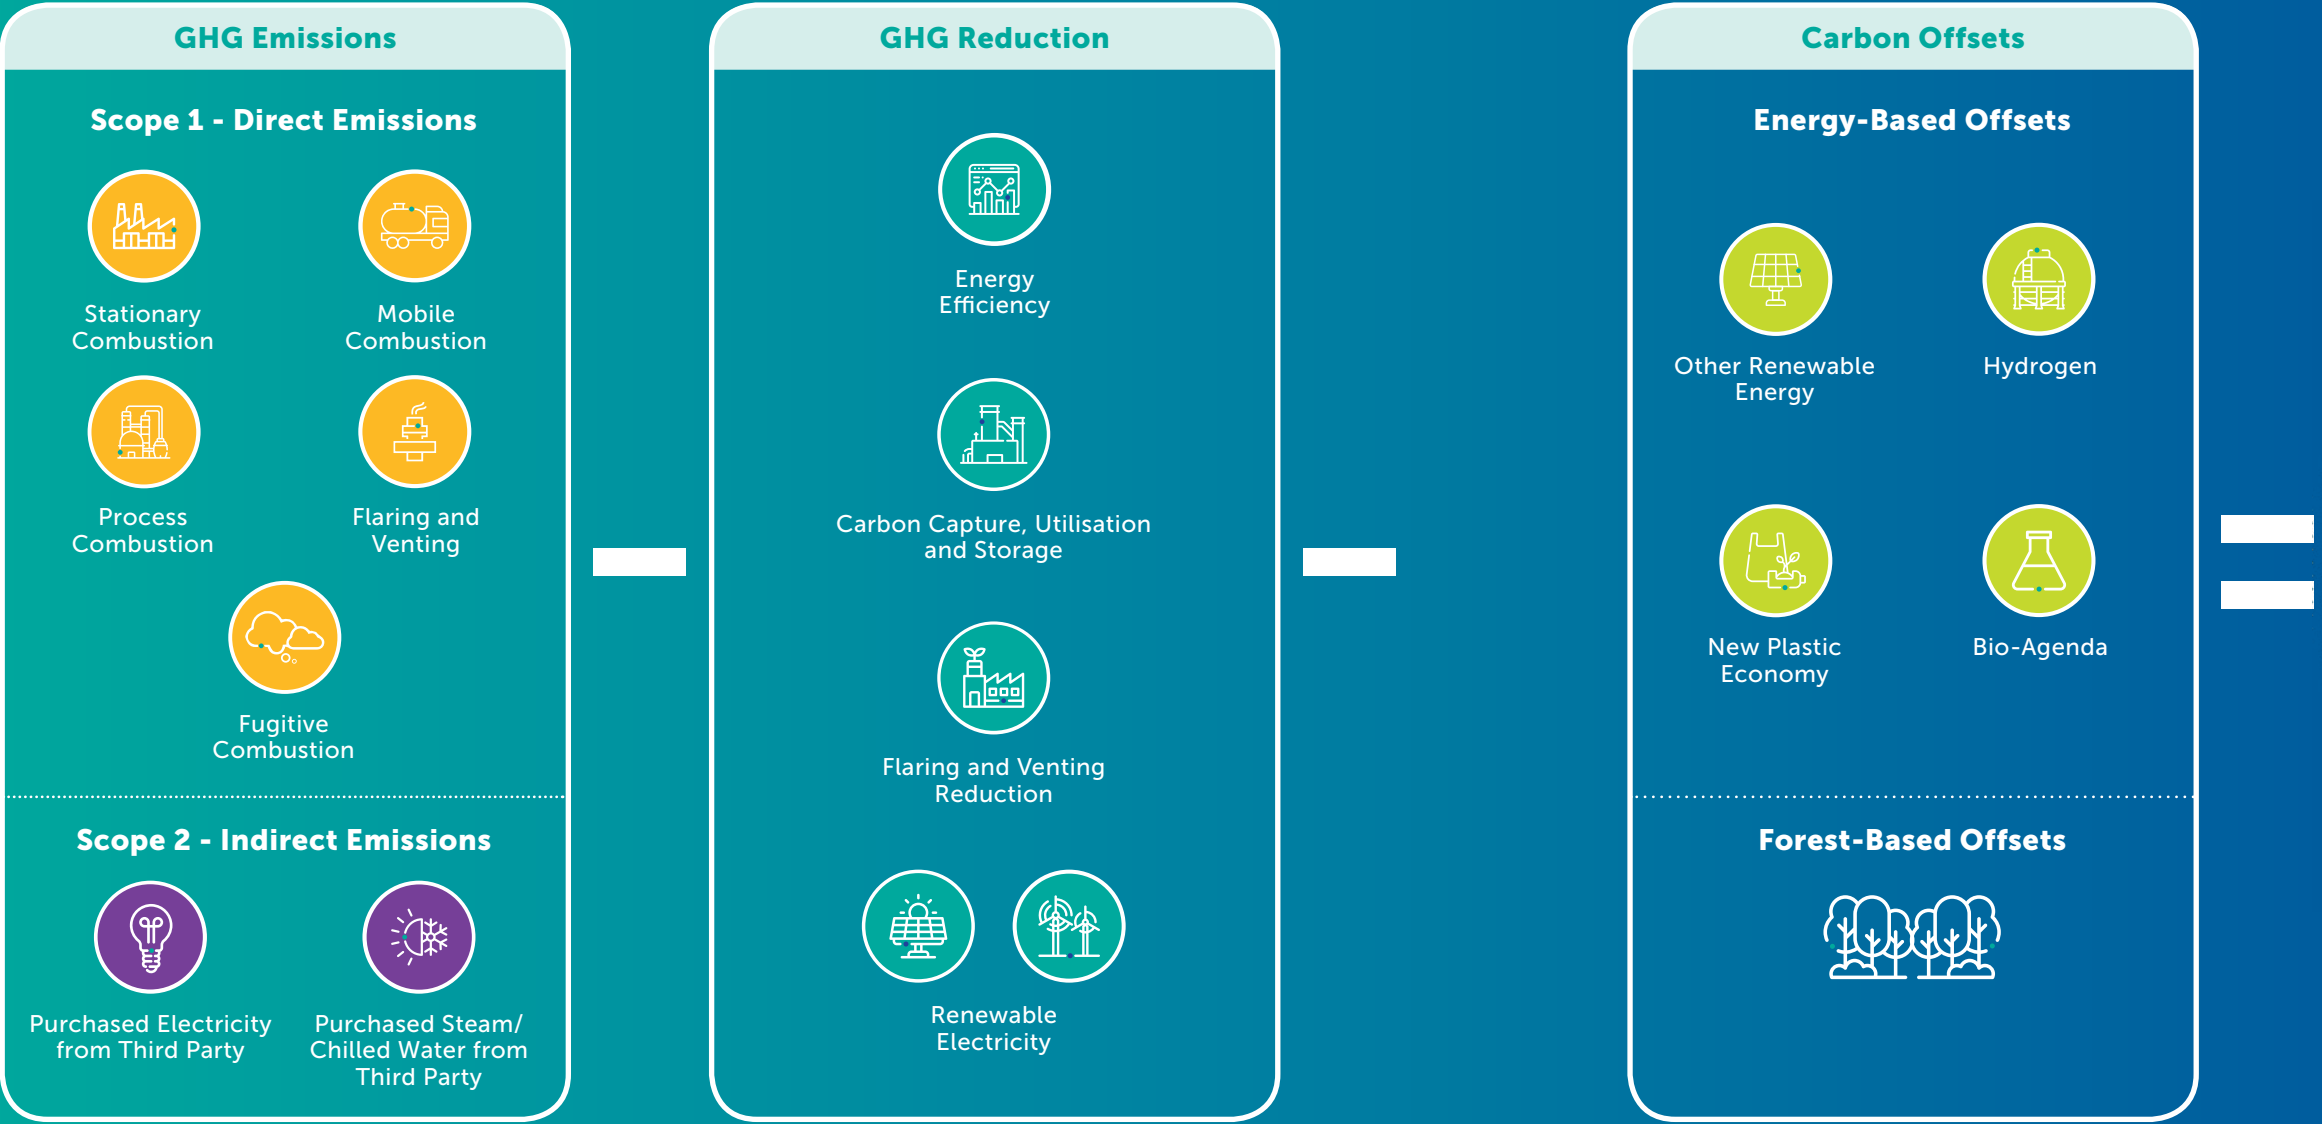 GHG Emissions
Scope 1 - Direct Emissions
Stationary
Combustion
Mobile
Combustion
Process
Combustion
Flaring and
Venting
Fugitive
Combustion
Scope 2 - Indirect Emissions
Purchased Electricity
from Third Party
Purchased Steam/
Chilled Water from
Third Party
GHG Reduction
Energy
Efficiency
Carbon Capture, Utilisation
and Storage
Flaring and Venting
Reduction
Renewable
Electricity
Carbon Offsets
Energy-Based Offsets
Other Renewable
Energy
Hydrogen
New Plastic
Economy
Bio-Agenda
Forest-Based Offsets